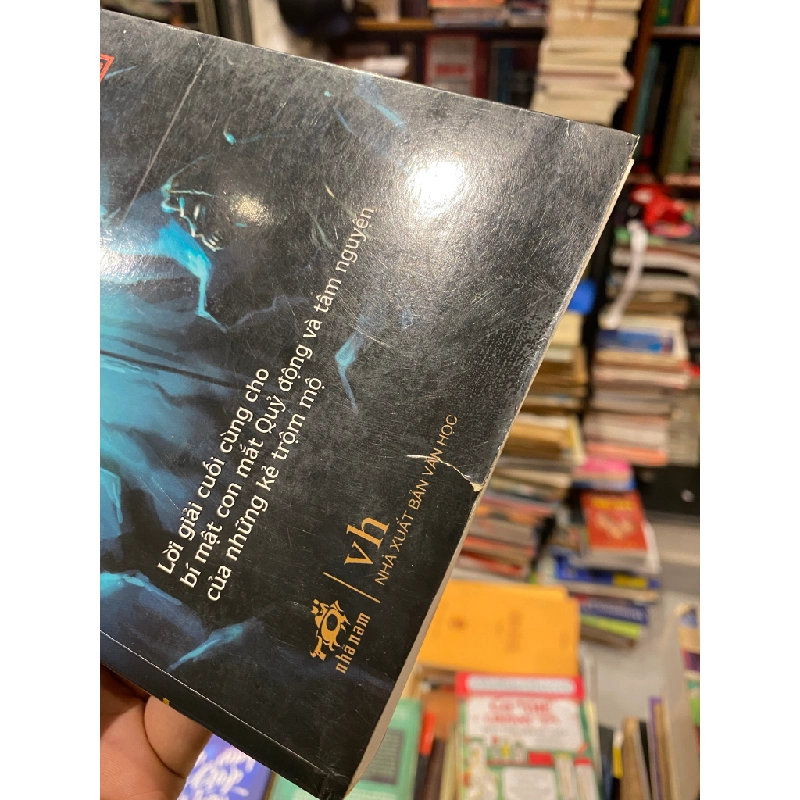 Lời giải cuối cùng cho
bí mật con mắt Quỷ động và tâm nguyện
của những kẻ trộm mộ
nhã nam
vh
NHÀ XUẤT BẢN VĂN HỌC